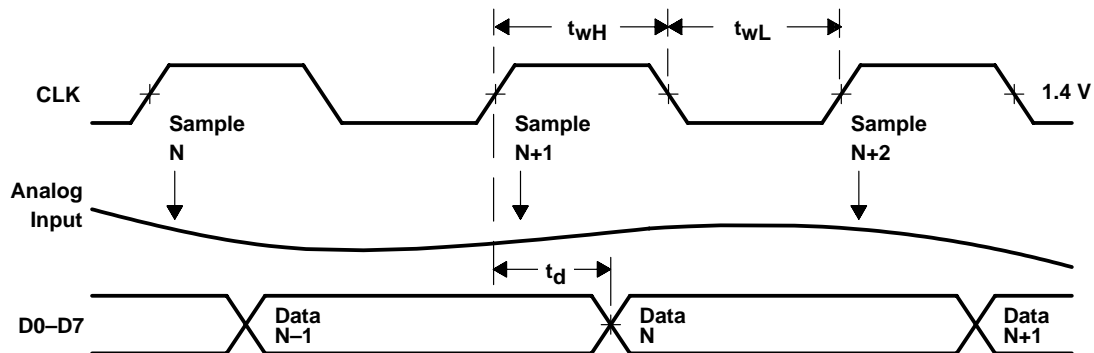 twH
twL
CLK
1.4 V
Sample
N
Sample
N+1
Sample
N+2
Analog
Input
td
D0–D7
Data
N–1
Data
N
Data
N+1